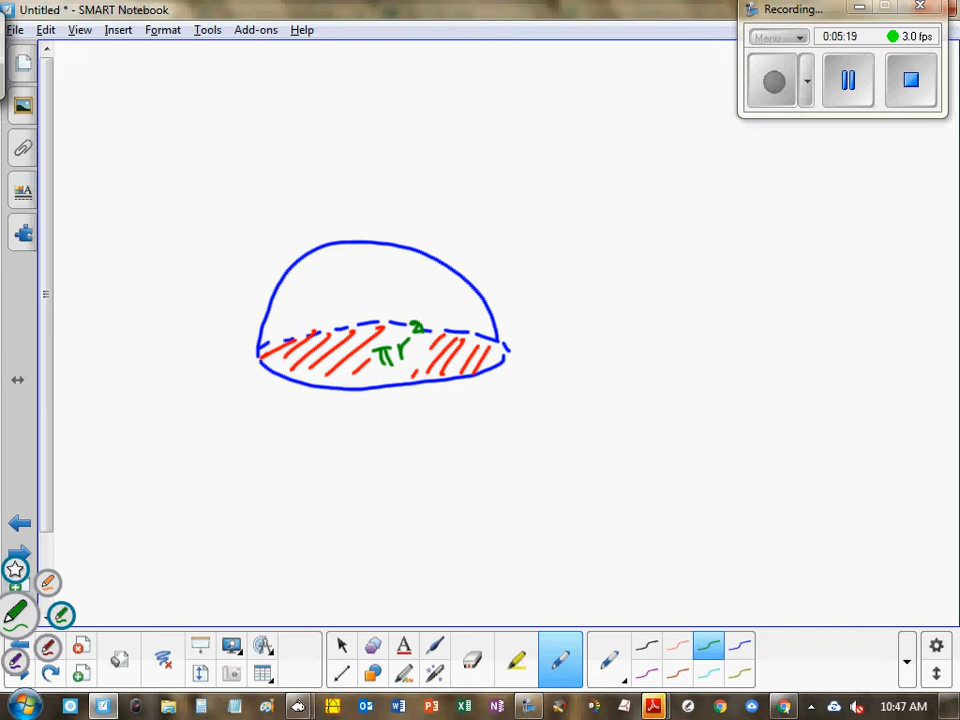 Untitled * - SMART Notebook
Recording...
File Edit View Insert Format Tools Add-ons Help
Menu 0:05:19 3.0 fps
πr²
10:47 AM